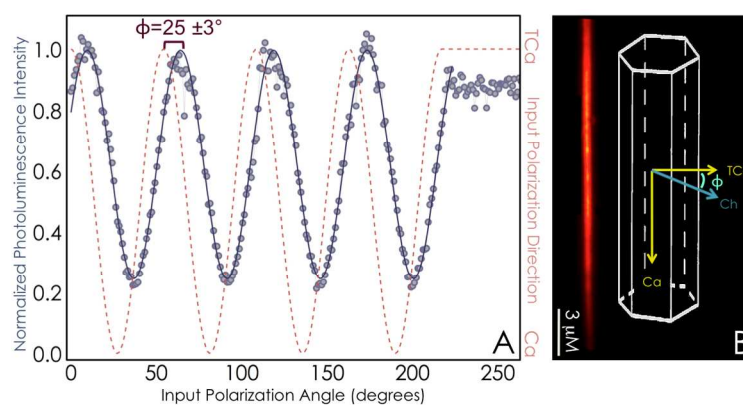 ϕ=25 ±3°
1.0
0.8
0.6
0.4
0.2
0.0
Normalized Photoluminescence Intensity
TCa
Input Polarization Direction
Ca
0
50
100
150
200
250
Input Polarization Angle (degrees)
A
TC
ϕ
Ch
Ca
3 µM